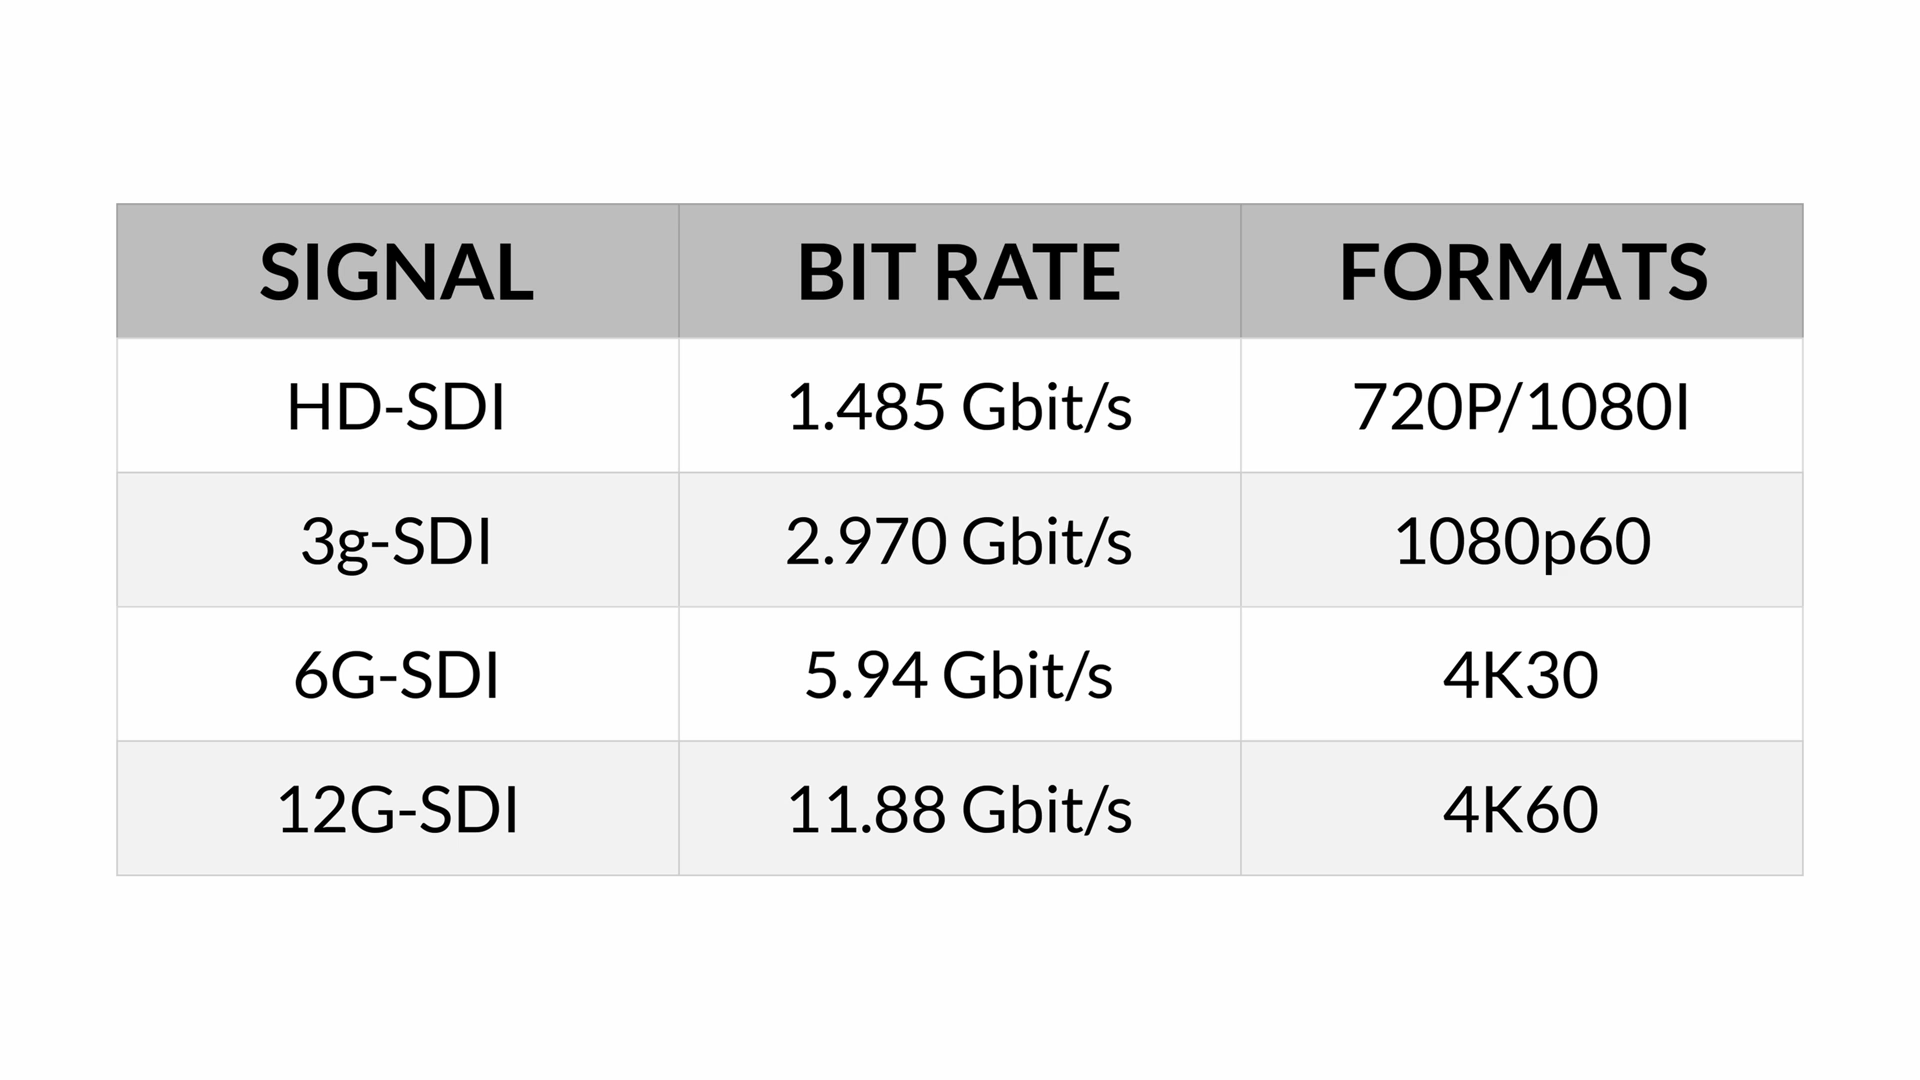 SIGNAL BIT RATE FORMATS
HD-SDI 1.485 Gbit/s 720P/1080I
3g-SDI 2.970 Gbit/s 1080p60
6G-SDI 5.94 Gbit/s 4K30
12G-SDI 11.88 Gbit/s 4K60